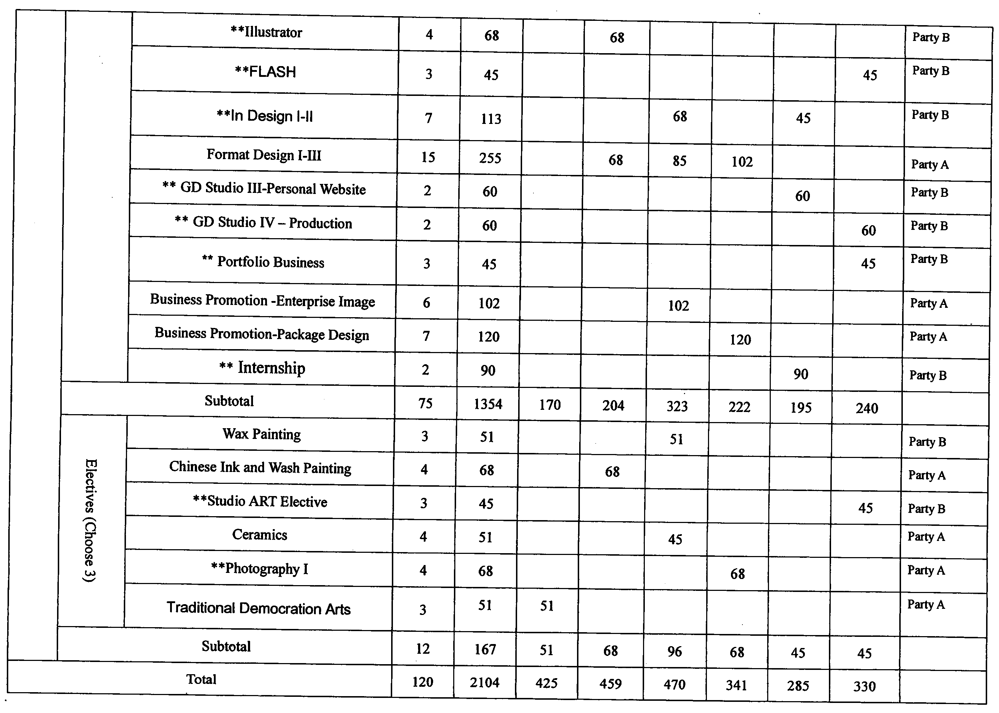 **Illustrator 4 68 68 Party B
**FLASH 3 45 45 Party B
**In Design I-II 7 113 68 45 Party B
Format Design I-III 15 255 68 85 102 Party A
** GD Studio III-Personal Website 2 60 60 Party B
** GD Studio IV – Production 2 60 60 Party B
** Portfolio Business 3 45 45 Party B
Business Promotion -Enterprise Image 6 102 102 Party A
Business Promotion-Package Design 7 120 120 Party A
** Internship 2 90 90 Party B
Subtotal 75 1354 170 204 323 222 195 240
Electives (Choose 3)
Wax Painting 3 51 51 Party B
Chinese Ink and Wash Painting 4 68 68 Party A
**Studio ART Elective 3 45 45 Party B
Ceramics 4 51 45 Party A
**Photography I 4 68 68 Party A
Traditional Democration Arts 3 51 51 Party A
Subtotal 12 167 51 68 96 68 45 45
Total 120 2104 425 459 470 341 285 330